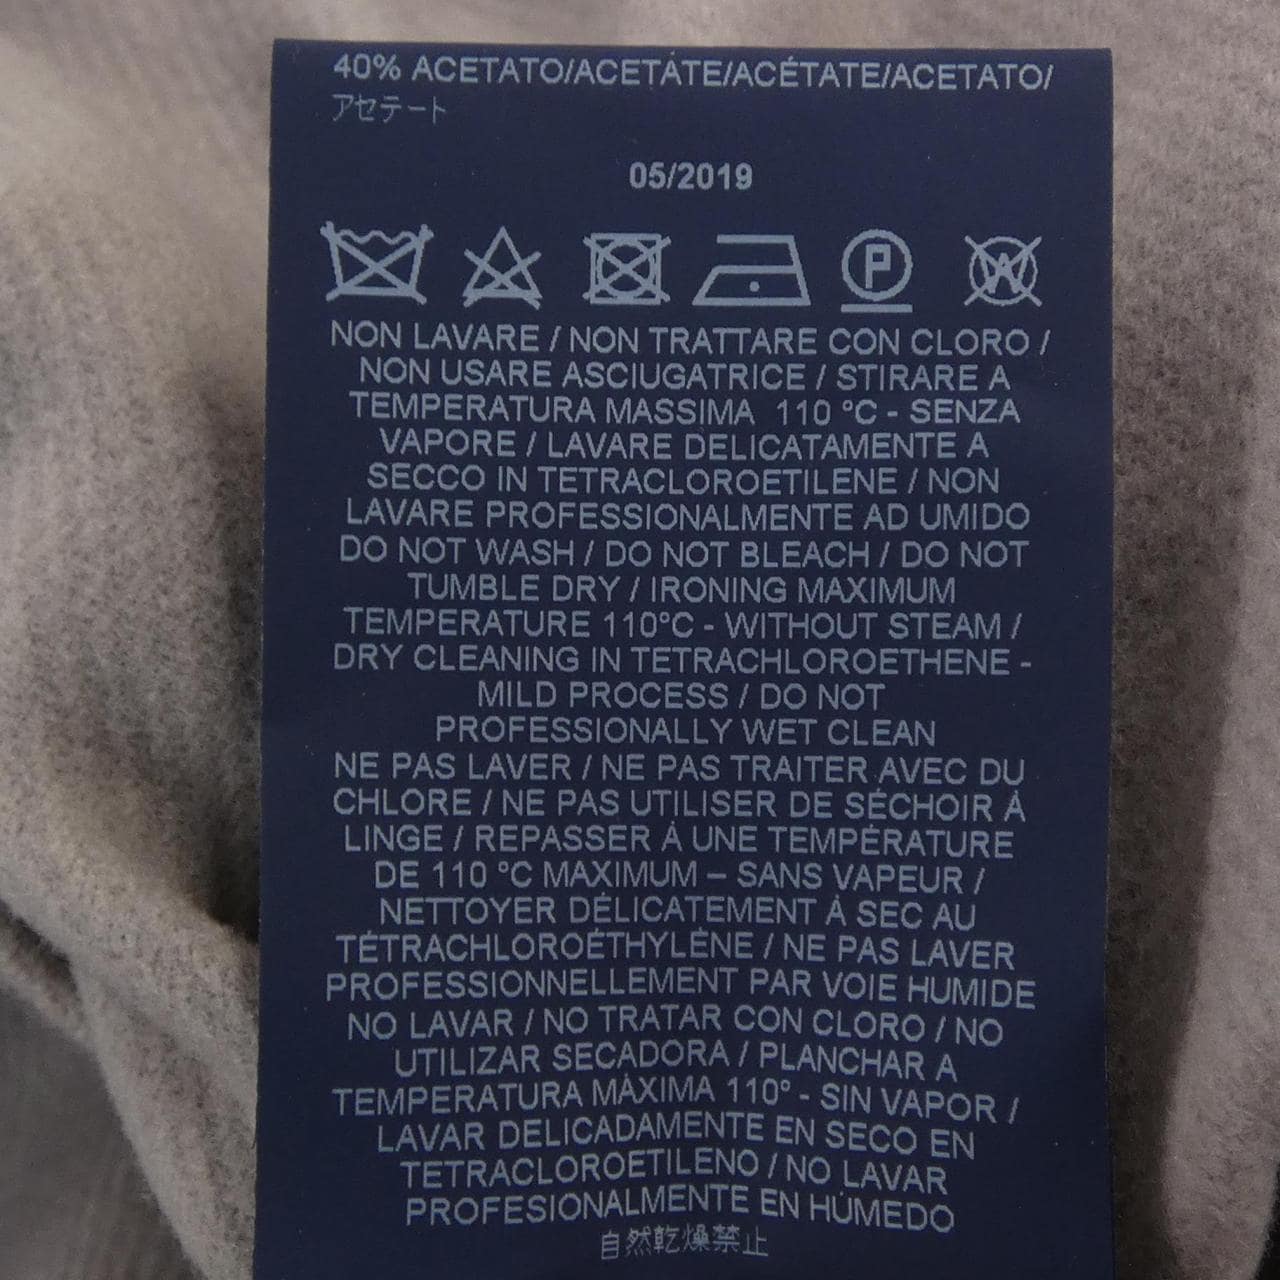 40% ACETATO/ACETATE/ACÉTATE/ACETATO/
アセテート
05/2019
P W
NON LAVARE / NON TRATTARE CON CLORO /
NON USARE ASCIUGATRICE / STIRARE A
TEMPERATURA MASSIMA 110 °C - SENZA
VAPORE / LAVARE DELICATAMENTE A
SECCO IN TETRACLOROETILENE / NON
LAVARE PROFESSIONALMENTE AD UMIDO
DO NOT WASH / DO NOT BLEACH / DO NOT
TUMBLE DRY / IRONING MAXIMUM
TEMPERATURE 110°C - WITHOUT STEAM /
DRY CLEANING IN TETRACHLOROETHENE -
MILD PROCESS / DO NOT
PROFESSIONALLY WET CLEAN
NE PAS LAVER / NE PAS TRAITER AVEC DU
CHLORE / NE PAS UTILISER DE SÉCHOIR À
LINGE / REPASSER À UNE TEMPÉRATURE
DE 110 °C MAXIMUM – SANS VAPEUR /
NETTOYER DÉLICATEMENT À SEC AU
TÉTRACHLOROÉTHYLÈNE / NE PAS LAVER
PROFESSIONNELLEMENT PAR VOIE HUMIDE
NO LAVAR / NO TRATAR CON CLORO / NO
UTILIZAR SECADORA / PLANCHAR A
TEMPERATURA MÁXIMA 110° - SIN VAPOR /
LAVAR DELICADAMENTE EN SECO EN
TETRACLOROETILENO / NO LAVAR
PROFESIONALMENTE EN HÚMEDO
自然乾燥禁止